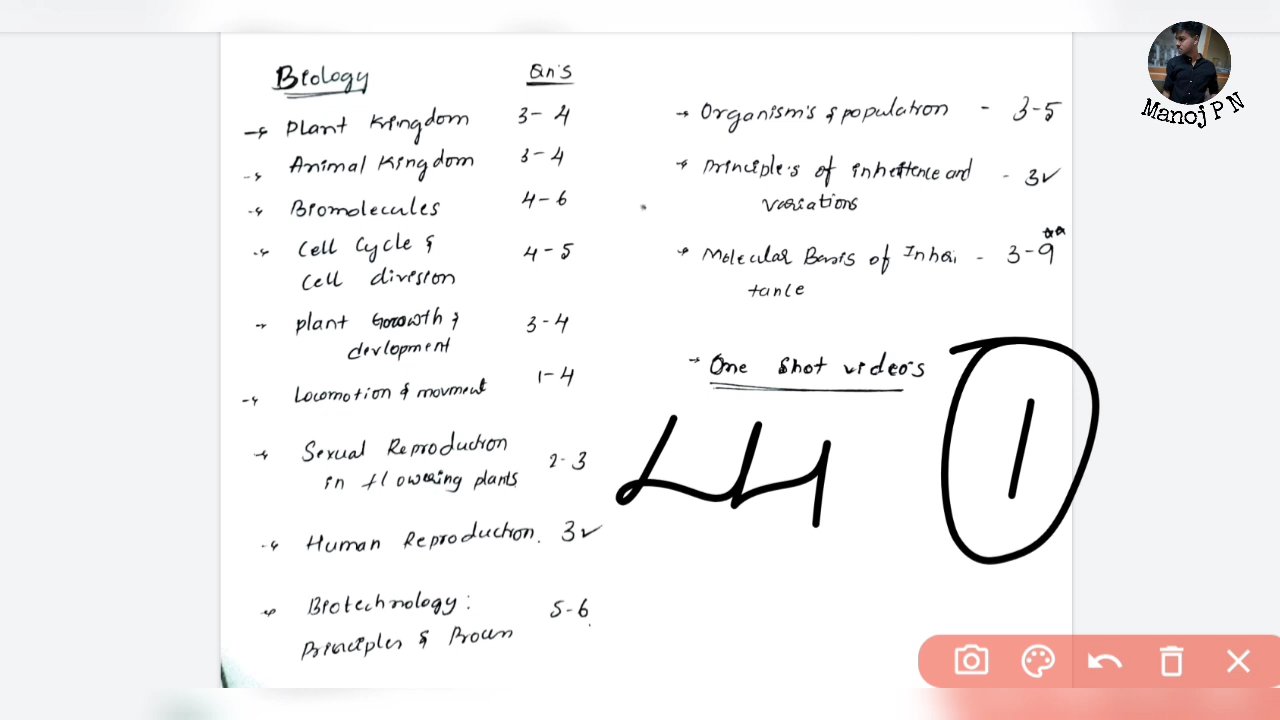 Biology Qn's
→ Plant Kingdom 3-4
→ Animal Kingdom 3-4
→ Biomolecules 4-6
→ Cell Cycle & 4-5
Cell division
→ plant Growth & 3-4
devlopment
→ Locomotion & movment 1-4
→ Sexual Reproduction 2-3
in flowering plants
→ Human Reproduction. 3✓
→ Biotechnology: 5-6
Principles &
→ Organism's & population - 3-5
→ Principle's of inheritence and - 3✓
variations
→ Molecular Basis of Inhei - 3-9**
tance
→ One Shot video's
44
1
Manoj P N